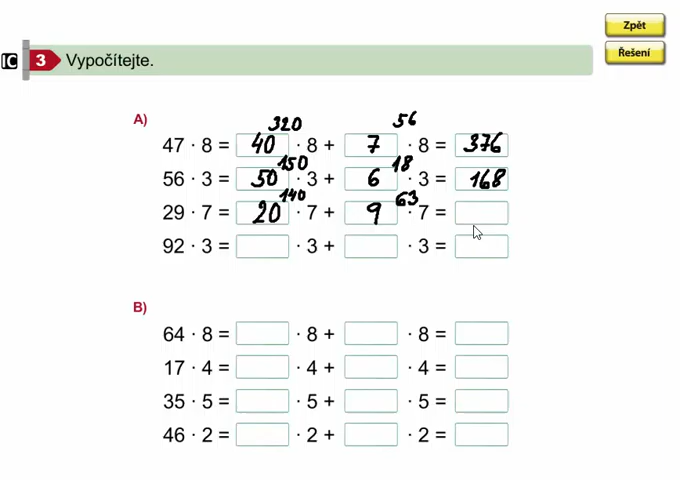 Zpět
IC 3 Vypočítejte.
Řešení
A)
320 56
47 · 8 = 40 · 8 + 7 · 8 = 376
150 18
56 · 3 = 50 · 3 + 6 · 3 = 168
140 63
29 · 7 = 20 · 7 + 9 · 7 =
92 · 3 = · 3 + · 3 =
B)
64 · 8 = · 8 + · 8 =
17 · 4 = · 4 + · 4 =
35 · 5 = · 5 + · 5 =
46 · 2 = · 2 + · 2 =